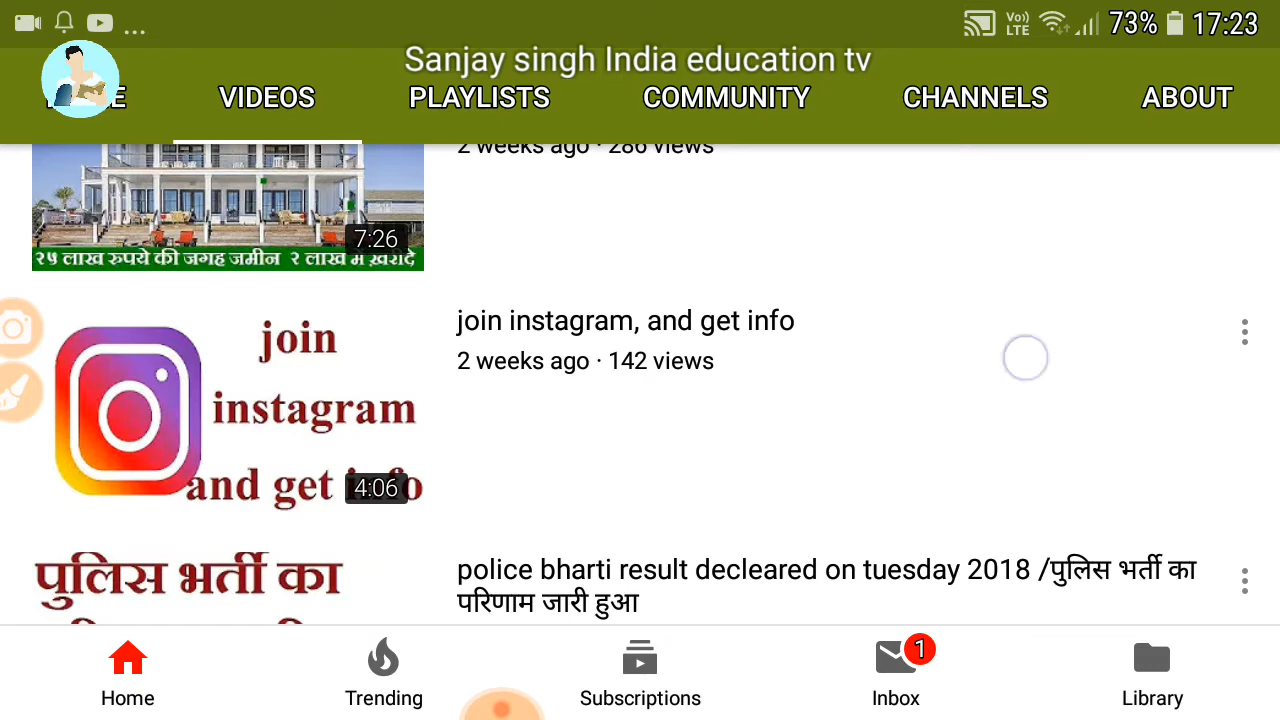 ... Vo) LTE 73% 17:23
Sanjay singh India education tv
VIDEOS PLAYLISTS COMMUNITY CHANNELS ABOUT
2 weeks ago · 286 views
7:26
२५ लाख रुपये की जगह जमीन २ लाख में ख़रीदे
join instagram, and get info
2 weeks ago · 142 views
join
instagram
and get info
4:06
police bharti result decleared on tuesday 2018 /पुलिस भर्ती का
परिणाम जारी हुआ
पुलिस भर्ती का
1
Home Trending Subscriptions Inbox Library